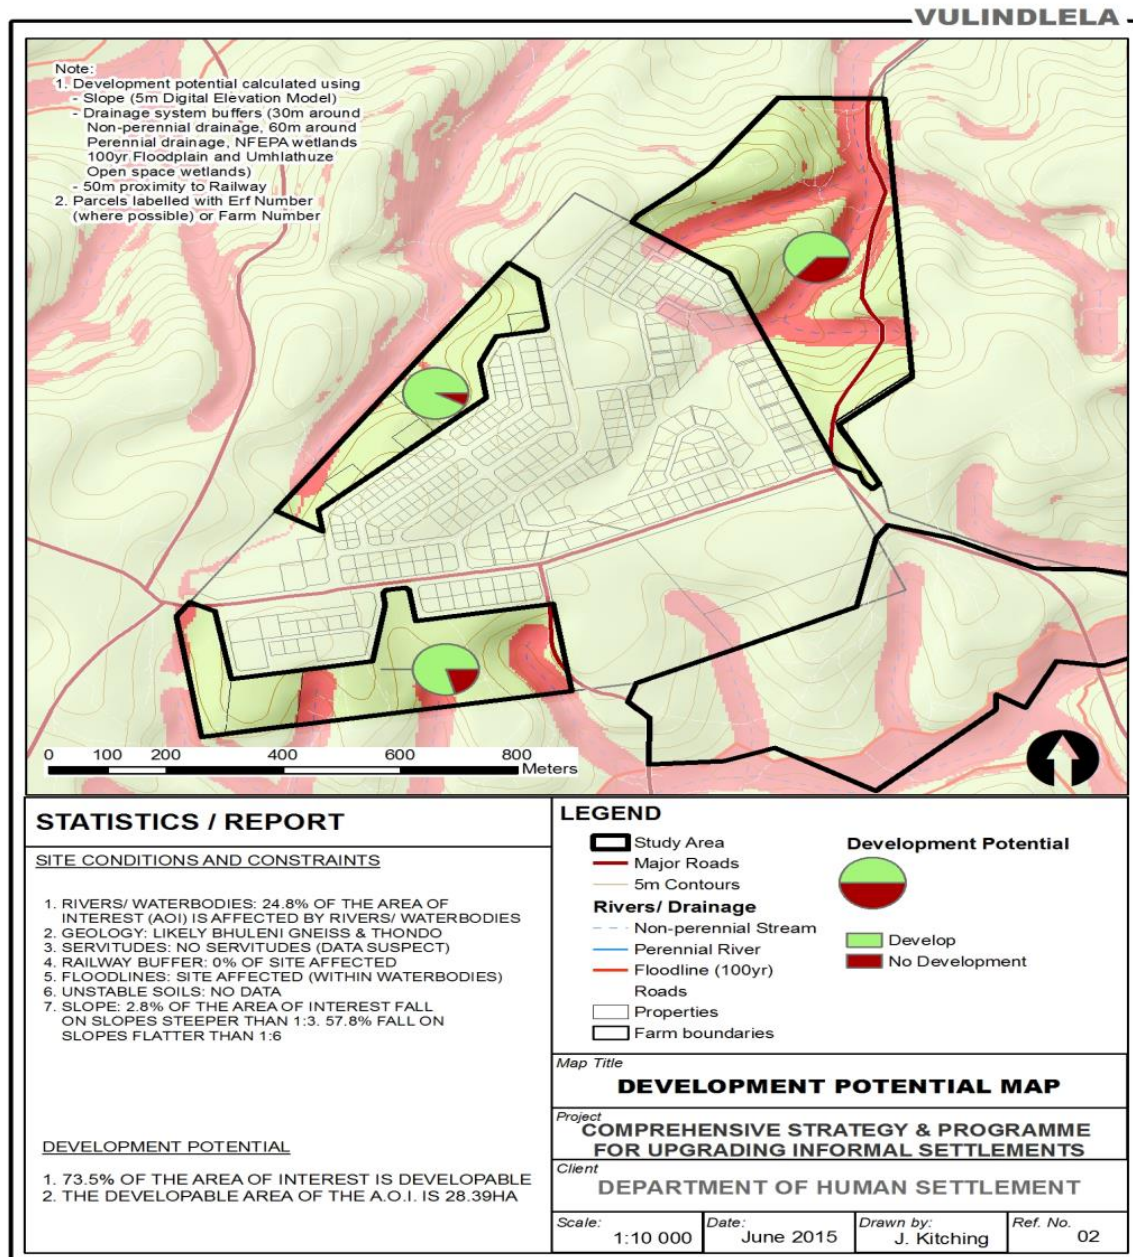 VULINDLELA
Note:
1. Development potential calculated using
- Slope (5m Digital Elevation Model)
- Drainage system buffers (30m around
Non-perennial drainage, 60m around
Perennial drainage, NFEPA wetlands
100yr Floodplain and Umhlathuze
Open space wetlands)
- 50m proximity to Railway
2. Parcels labelled with Erf Number
(where possible) or Farm Number
0 100 200 400 600 800
Meters
STATISTICS / REPORT
SITE CONDITIONS AND CONSTRAINTS
1. RIVERS/ WATERBODIES: 24.8% OF THE AREA OF
INTEREST (AOI) IS AFFECTED BY RIVERS/ WATERBODIES
2. GEOLOGY: LIKELY BHULENI GNEISS & THONDO
3. SERVITUDES: NO SERVITUDES (DATA SUSPECT)
4. RAILWAY BUFFER: 0% OF SITE AFFECTED
5. FLOODLINES: SITE AFFECTED (WITHIN WATERBODIES)
6. UNSTABLE SOILS: NO DATA
7. SLOPE: 2.8% OF THE AREA OF INTEREST FALL
ON SLOPES STEEPER THAN 1:3. 57.8% FALL ON
SLOPES FLATTER THAN 1:6
DEVELOPMENT POTENTIAL
1. 73.5% OF THE AREA OF INTEREST IS DEVELOPABLE
2. THE DEVELOPABLE AREA OF THE A.O.I. IS 28.39HA
LEGEND
Study Area
Major Roads
5m Contours
Rivers/ Drainage
Non-perennial Stream
Perennial River
Floodline (100yr)
Roads
Properties
Farm boundaries
Development Potential
Develop
No Development
Map Title
DEVELOPMENT POTENTIAL MAP
Project
COMPREHENSIVE STRATEGY & PROGRAMME
FOR UPGRADING INFORMAL SETTLEMENTS
Client
DEPARTMENT OF HUMAN SETTLEMENT
Scale: 1:10 000
Date: June 2015
Drawn by: J. Kitching
Ref. No. 02